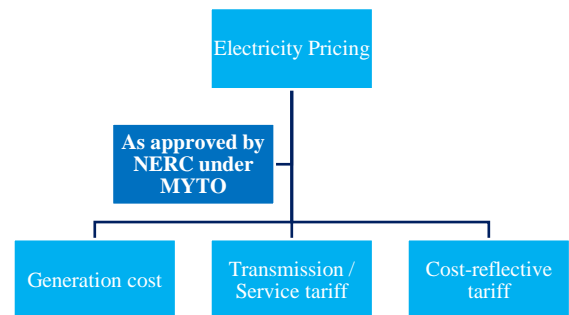 Electricity Pricing
As approved by
NERC under
MYTO
Generation cost
Transmission /
Service tariff
Cost-reflective
tariff